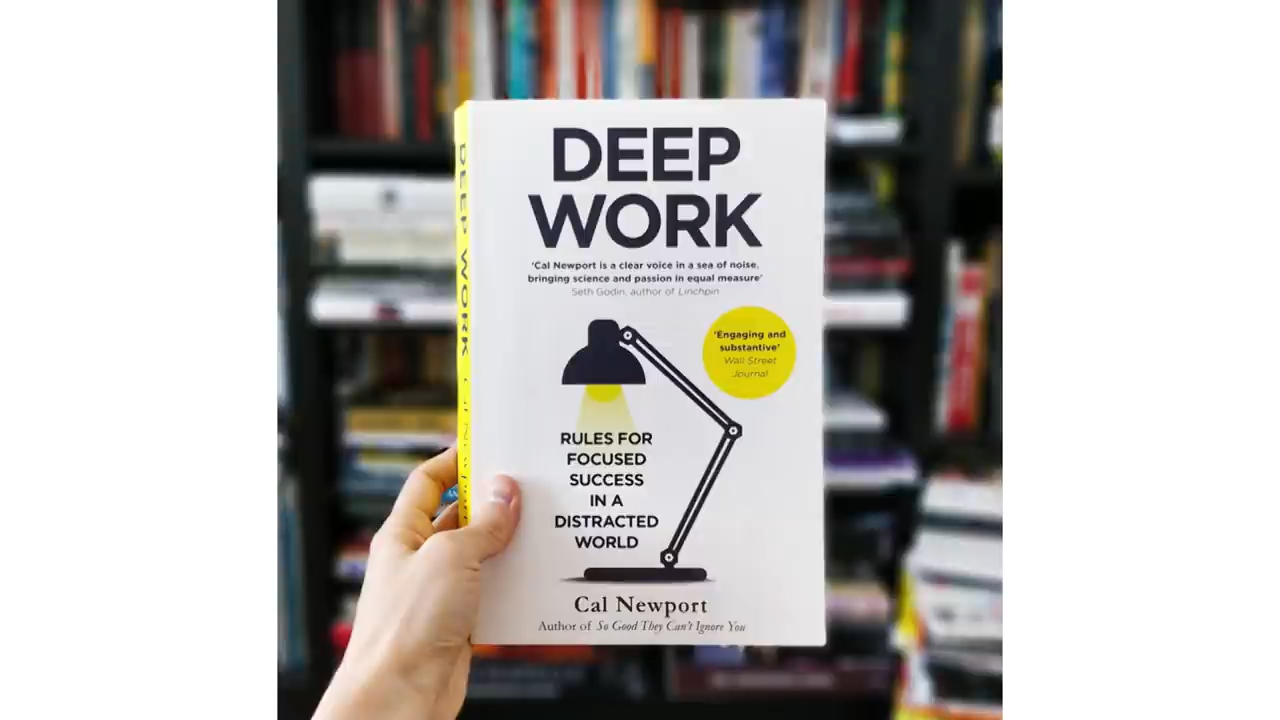 DEEP
WORK
'Cal Newport is a clear voice in a sea of noise,
bringing science and passion in equal measure'
Seth Godin, author of Linchpin
'Engaging and
substantive'
Wall Street
Journal
RULES FOR
FOCUSED
SUCCESS
IN A
DISTRACTED
WORLD
Cal Newport
Author of So Good They Can't Ignore You
DEEP WORK